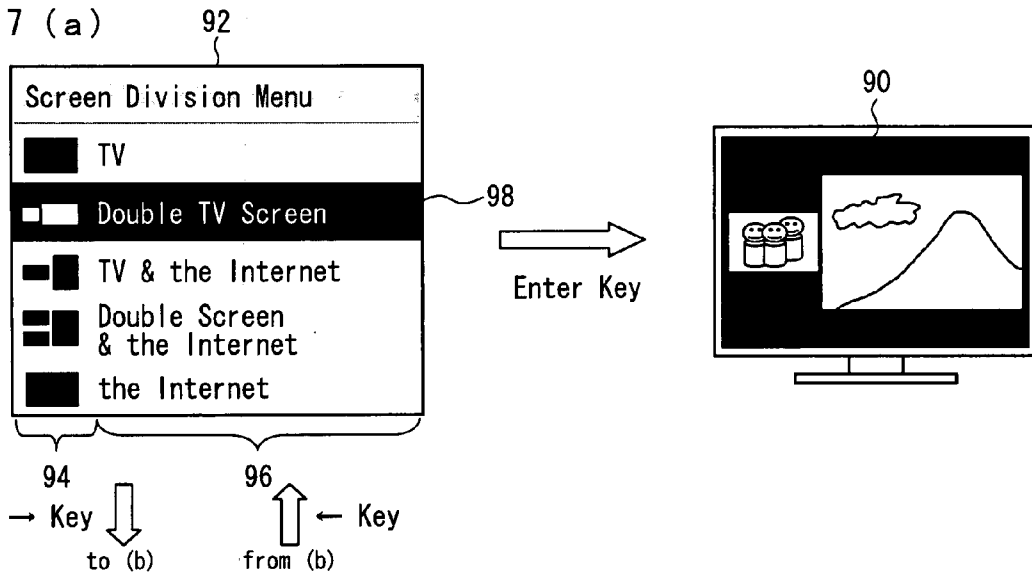 7 (a)
92
90
Screen Division Menu
TV
Double TV Screen
98
TV & the Internet
Double Screen
& the Internet
the Internet
Enter Key
94
96
→ Key
← Key
to (b)
from (b)